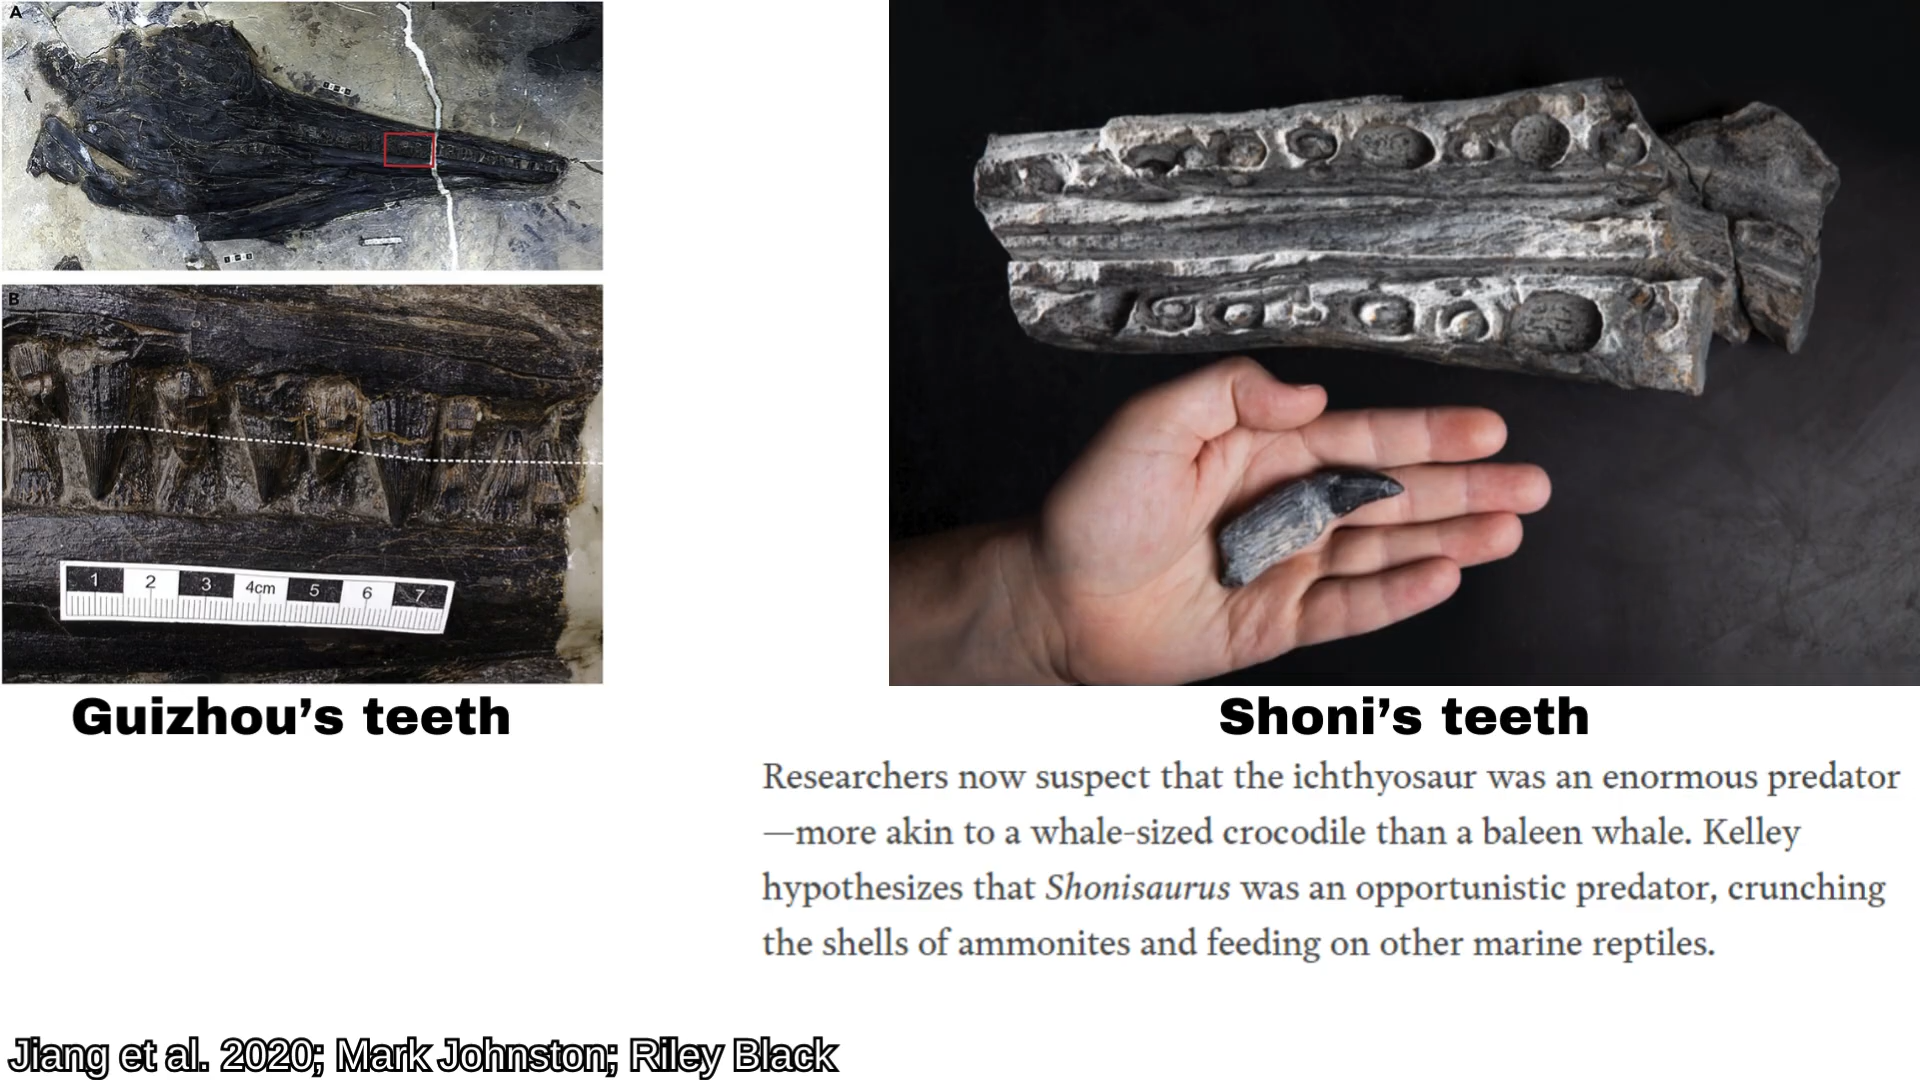 A
B
1 2 3 4cm 5 6 7
Guizhou’s teeth
Shoni’s teeth
Researchers now suspect that the ichthyosaur was an enormous predator
—more akin to a whale-sized crocodile than a baleen whale. Kelley
hypothesizes that Shonisaurus was an opportunistic predator, crunching
the shells of ammonites and feeding on other marine reptiles.
Jiang et al. 2020; Mark Johnston; Riley Black